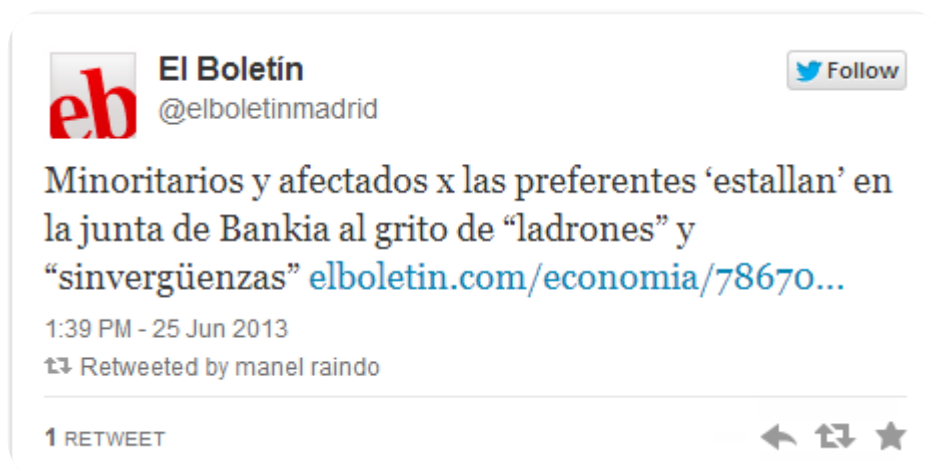 eb
El Boletín
Follow
@elboletinmadrid
Minoritarios y afectados x las preferentes ‘estallan’ en
la junta de Bankia al grito de “ladrones” y
“sinvergüenzas” elboletin.com/economia/78670...
1:39 PM - 25 Jun 2013
Retweeted by manel raindo
1 RETWEET